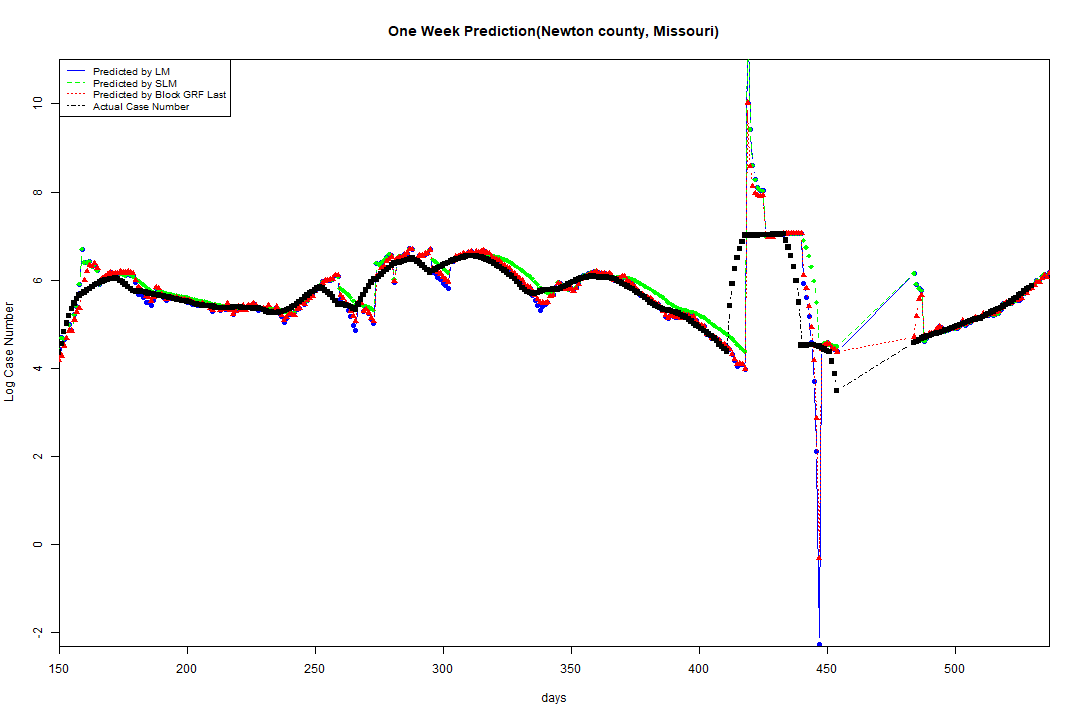 One Week Prediction(Newton county, Missouri)
Predicted by LM
Predicted by SLM
Predicted by Block GRF Last
Actual Case Number
Log Case Number
10
8
6
4
2
0
-2
150 200 250 300 350 400 450 500
days